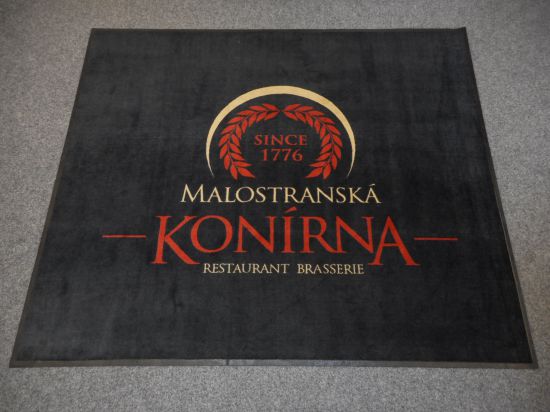 SINCE
1776
MALOSTRANSKÁ
KONÍRNA
RESTAURANT BRASSERIE